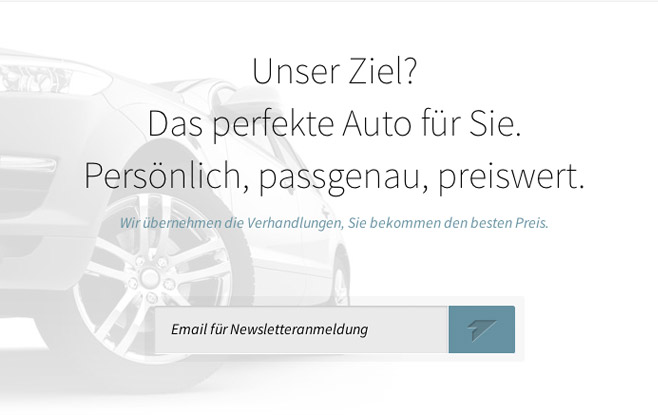 Unser Ziel?
Das perfekte Auto für Sie.
Persönlich, passgenau, preiswert.
Wir übernehmen die Verhandlungen, Sie bekommen den besten Preis.
Email für Newsletteranmeldung